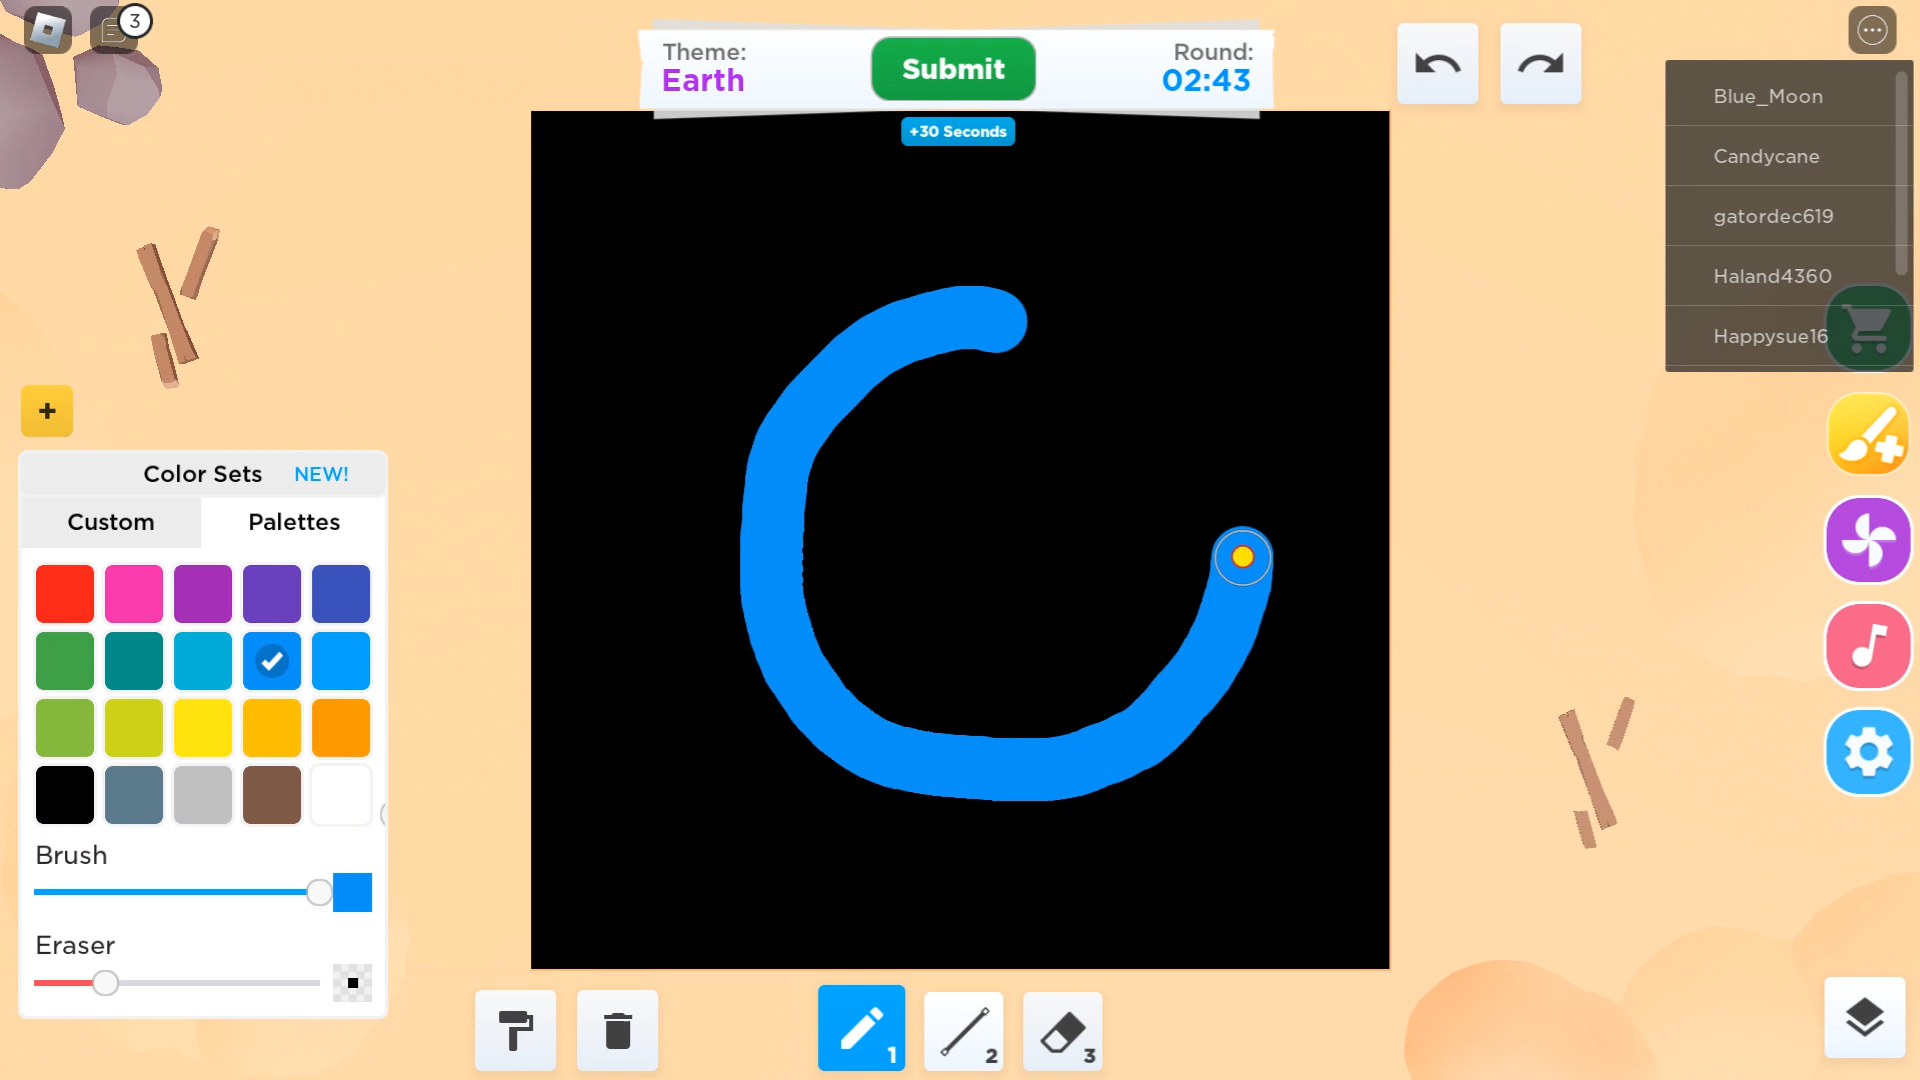 3
Theme:
Earth
Submit
Round:
02:43
+30 Seconds
Blue_Moon
Candycane
gatordec619
Haland4360
Happysue16
+
Color Sets NEW!
Custom Palettes
Brush
Eraser
1
2
3